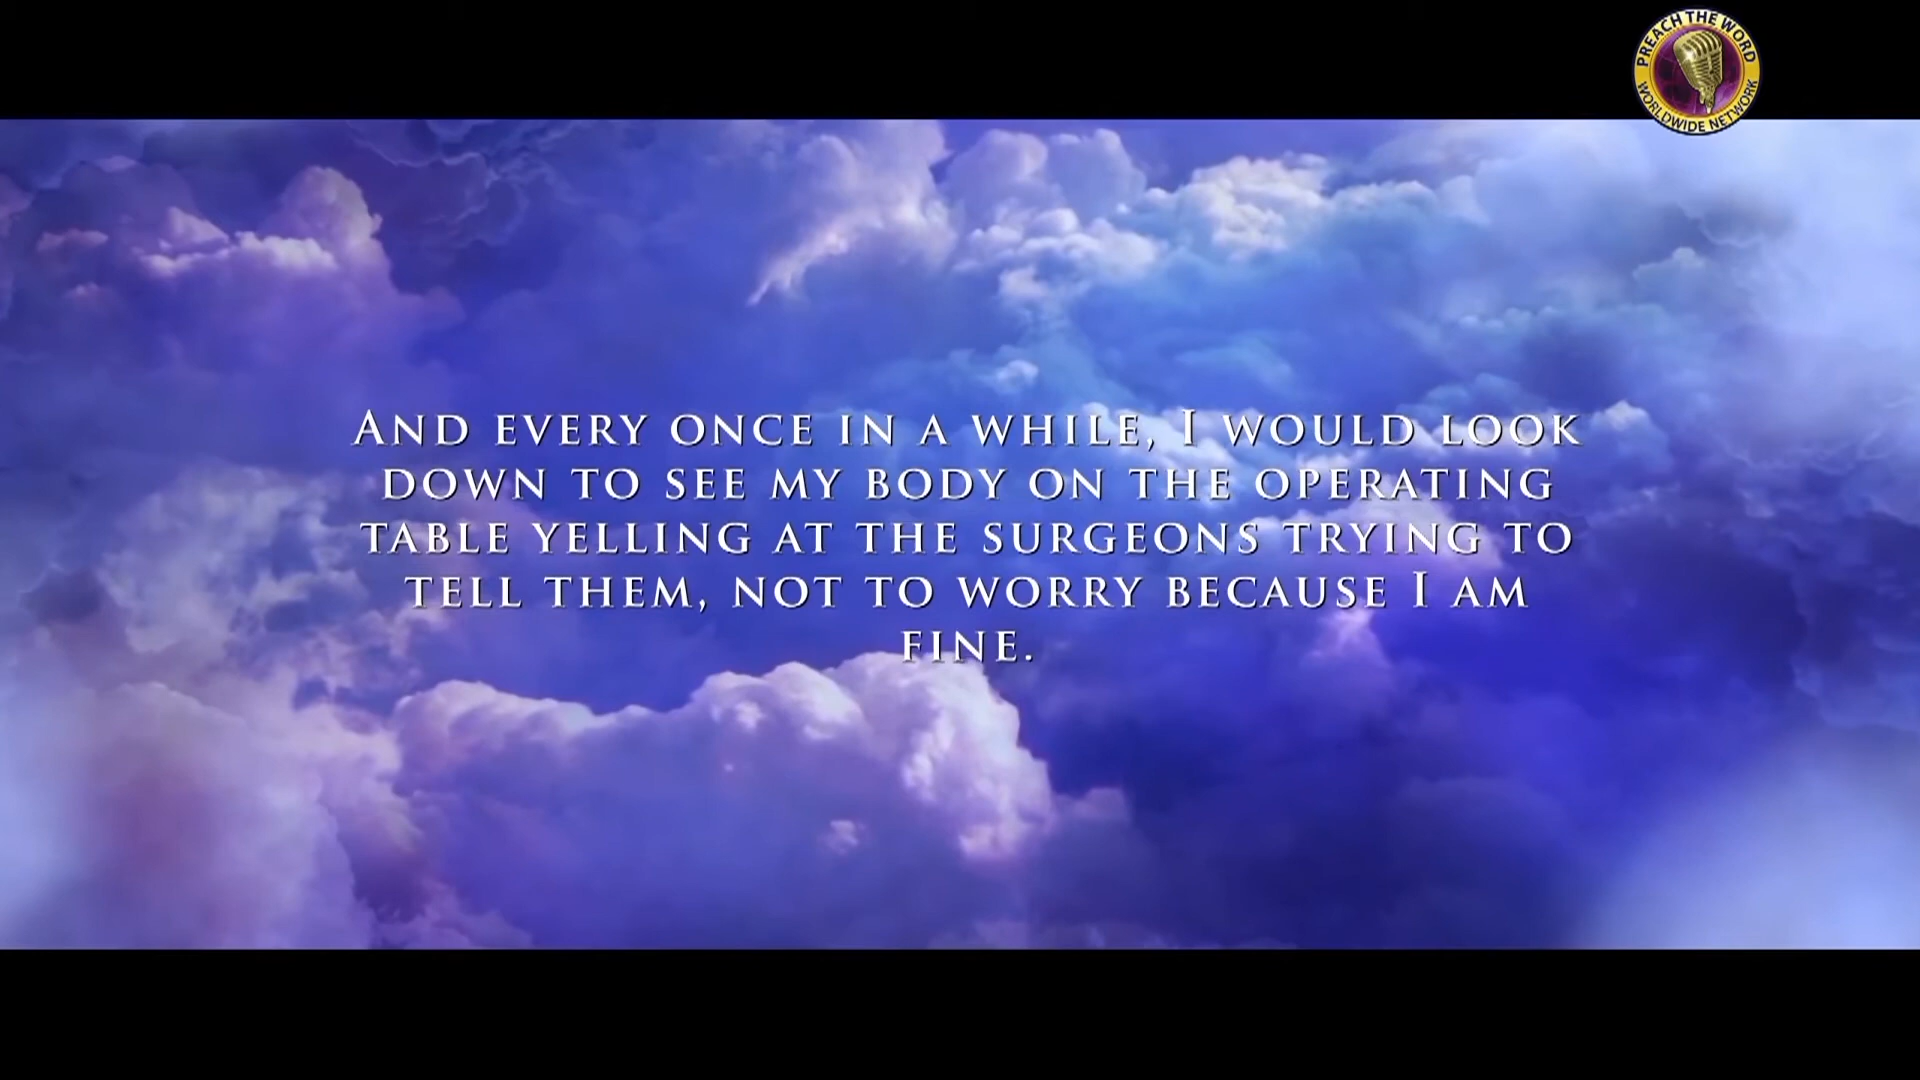 PREACH THE WORD
WORLDWIDE NETWORK
And every once in a while, I would look
down to see my body on the operating
table yelling at the surgeons trying to
tell them, not to worry because I am
fine.